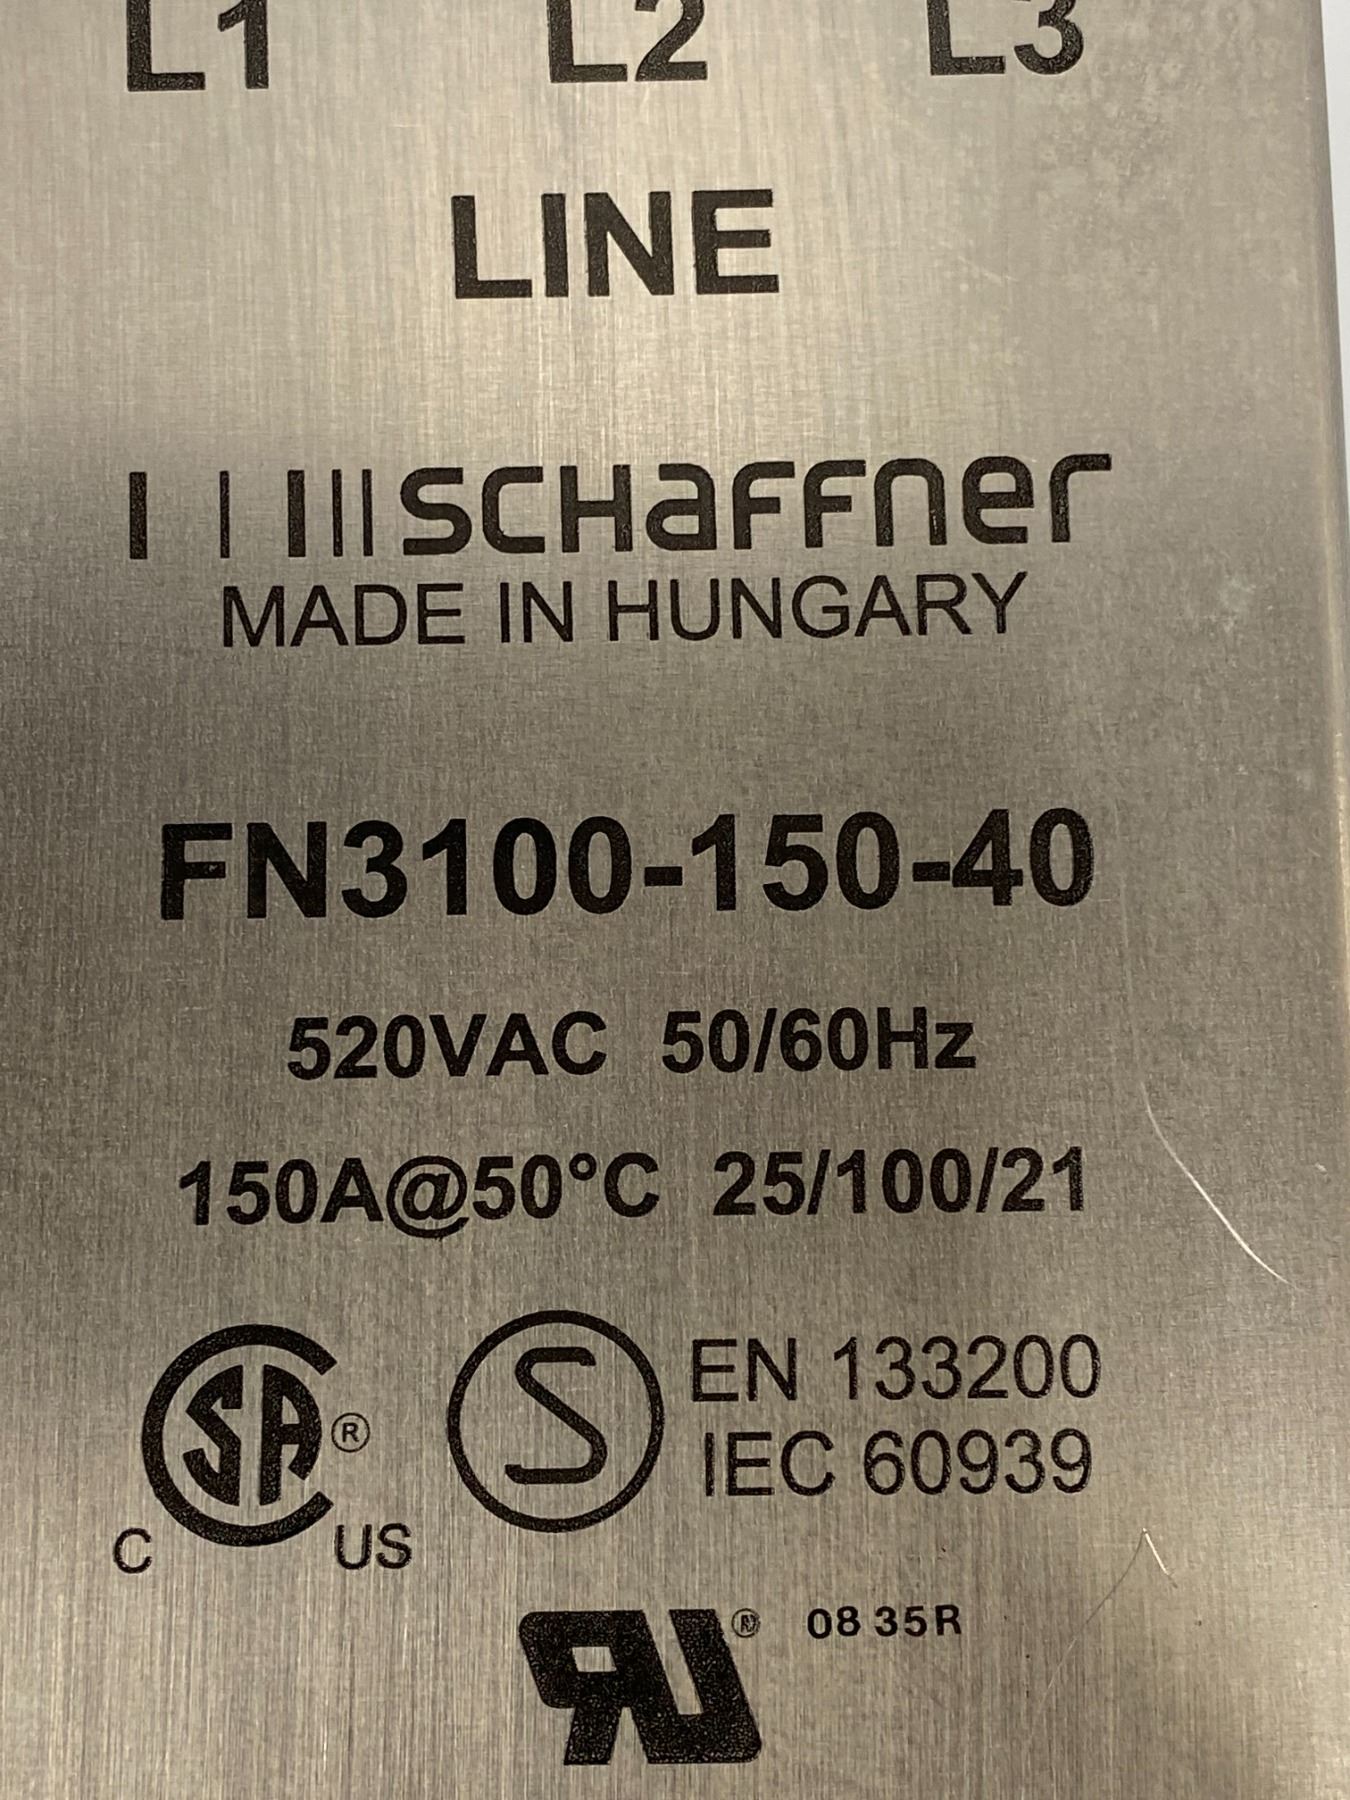 L1 L2 L3
LINE
SCHaFFner
MADE IN HUNGARY
FN3100-150-40
520VAC 50/60Hz
150A@50°C 25/100/21
SA® S EN 133200
IEC 60939
C US
RU® 08 35R